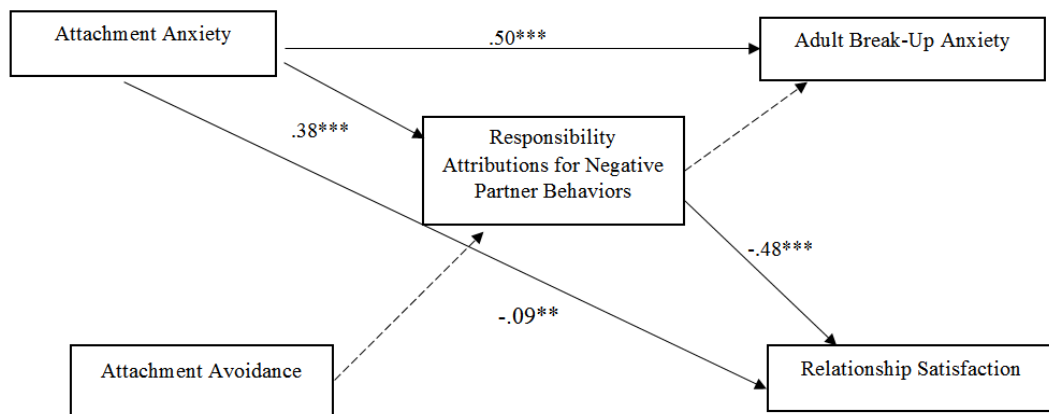 Attachment Anxiety
.50***
Adult Break-Up Anxiety
.38***
Responsibility
Attributions for Negative
Partner Behaviors
-.48***
-.09**
Attachment Avoidance
Relationship Satisfaction